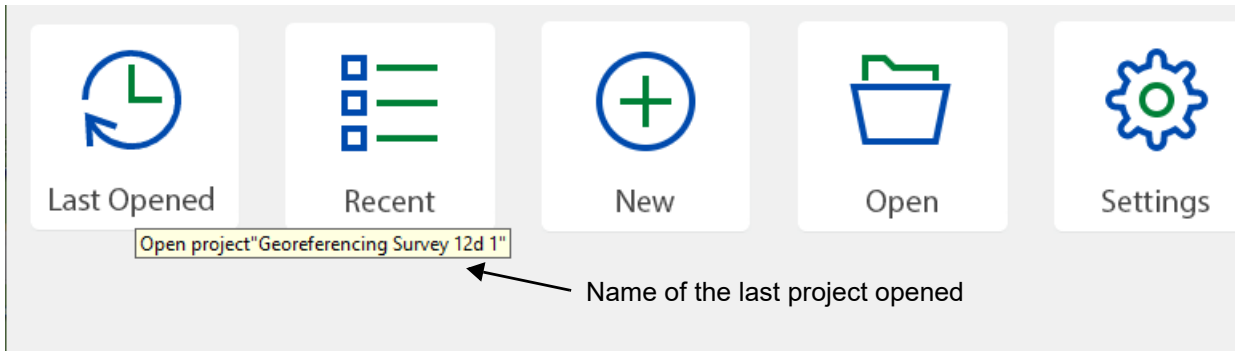 Last Opened
Recent
New
Open
Settings
Open project"Georeferencing Survey 12d 1"
Name of the last project opened